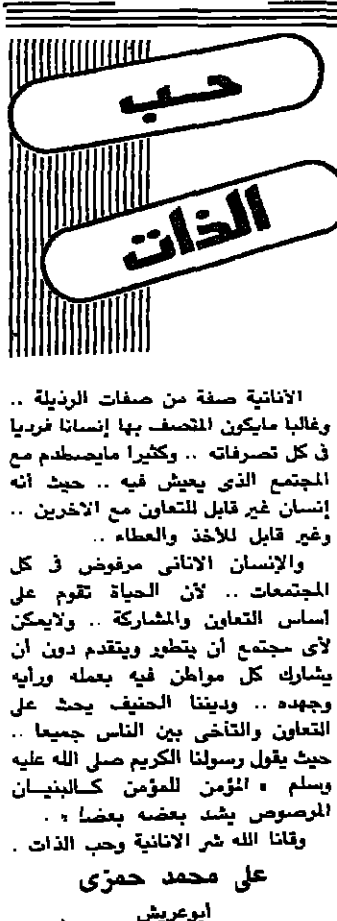 حب
الذات
الأنانية صفة من صفات الرذيلة ..
وغالبا مايكون المتصف بها إنسانا فرديا
فى كل تصرفاته .. وكثيرا مايصطدم مع
المجتمع الذى يعيش فيه .. حيث أنه
إنسان غير قابل للتعاون مع الاخرين ..
وغير قابل للأخذ والعطاء ..
والإنسان الانانى مرفوض فى كل
المجتمعات .. لأن الحياة تقوم على
أساس التعاون والمشاركة .. ولايمكن
لأى مجتمع أن يتطور ويتقدم دون أن
يشارك كل مواطن فيه بعمله ورأيه
وجهده .. وديننا الحنيف يحث على
التعاون والتآخى بين الناس جميعا ..
حيث يقول رسولنا الكريم صلى الله عليه
وسلم « المؤمن للمؤمن كالبنيان
المرصوص يشد بعضه بعضا » .
وقانا الله شر الانانية وحب الذات .
على محمد حمزى
أبوعريش